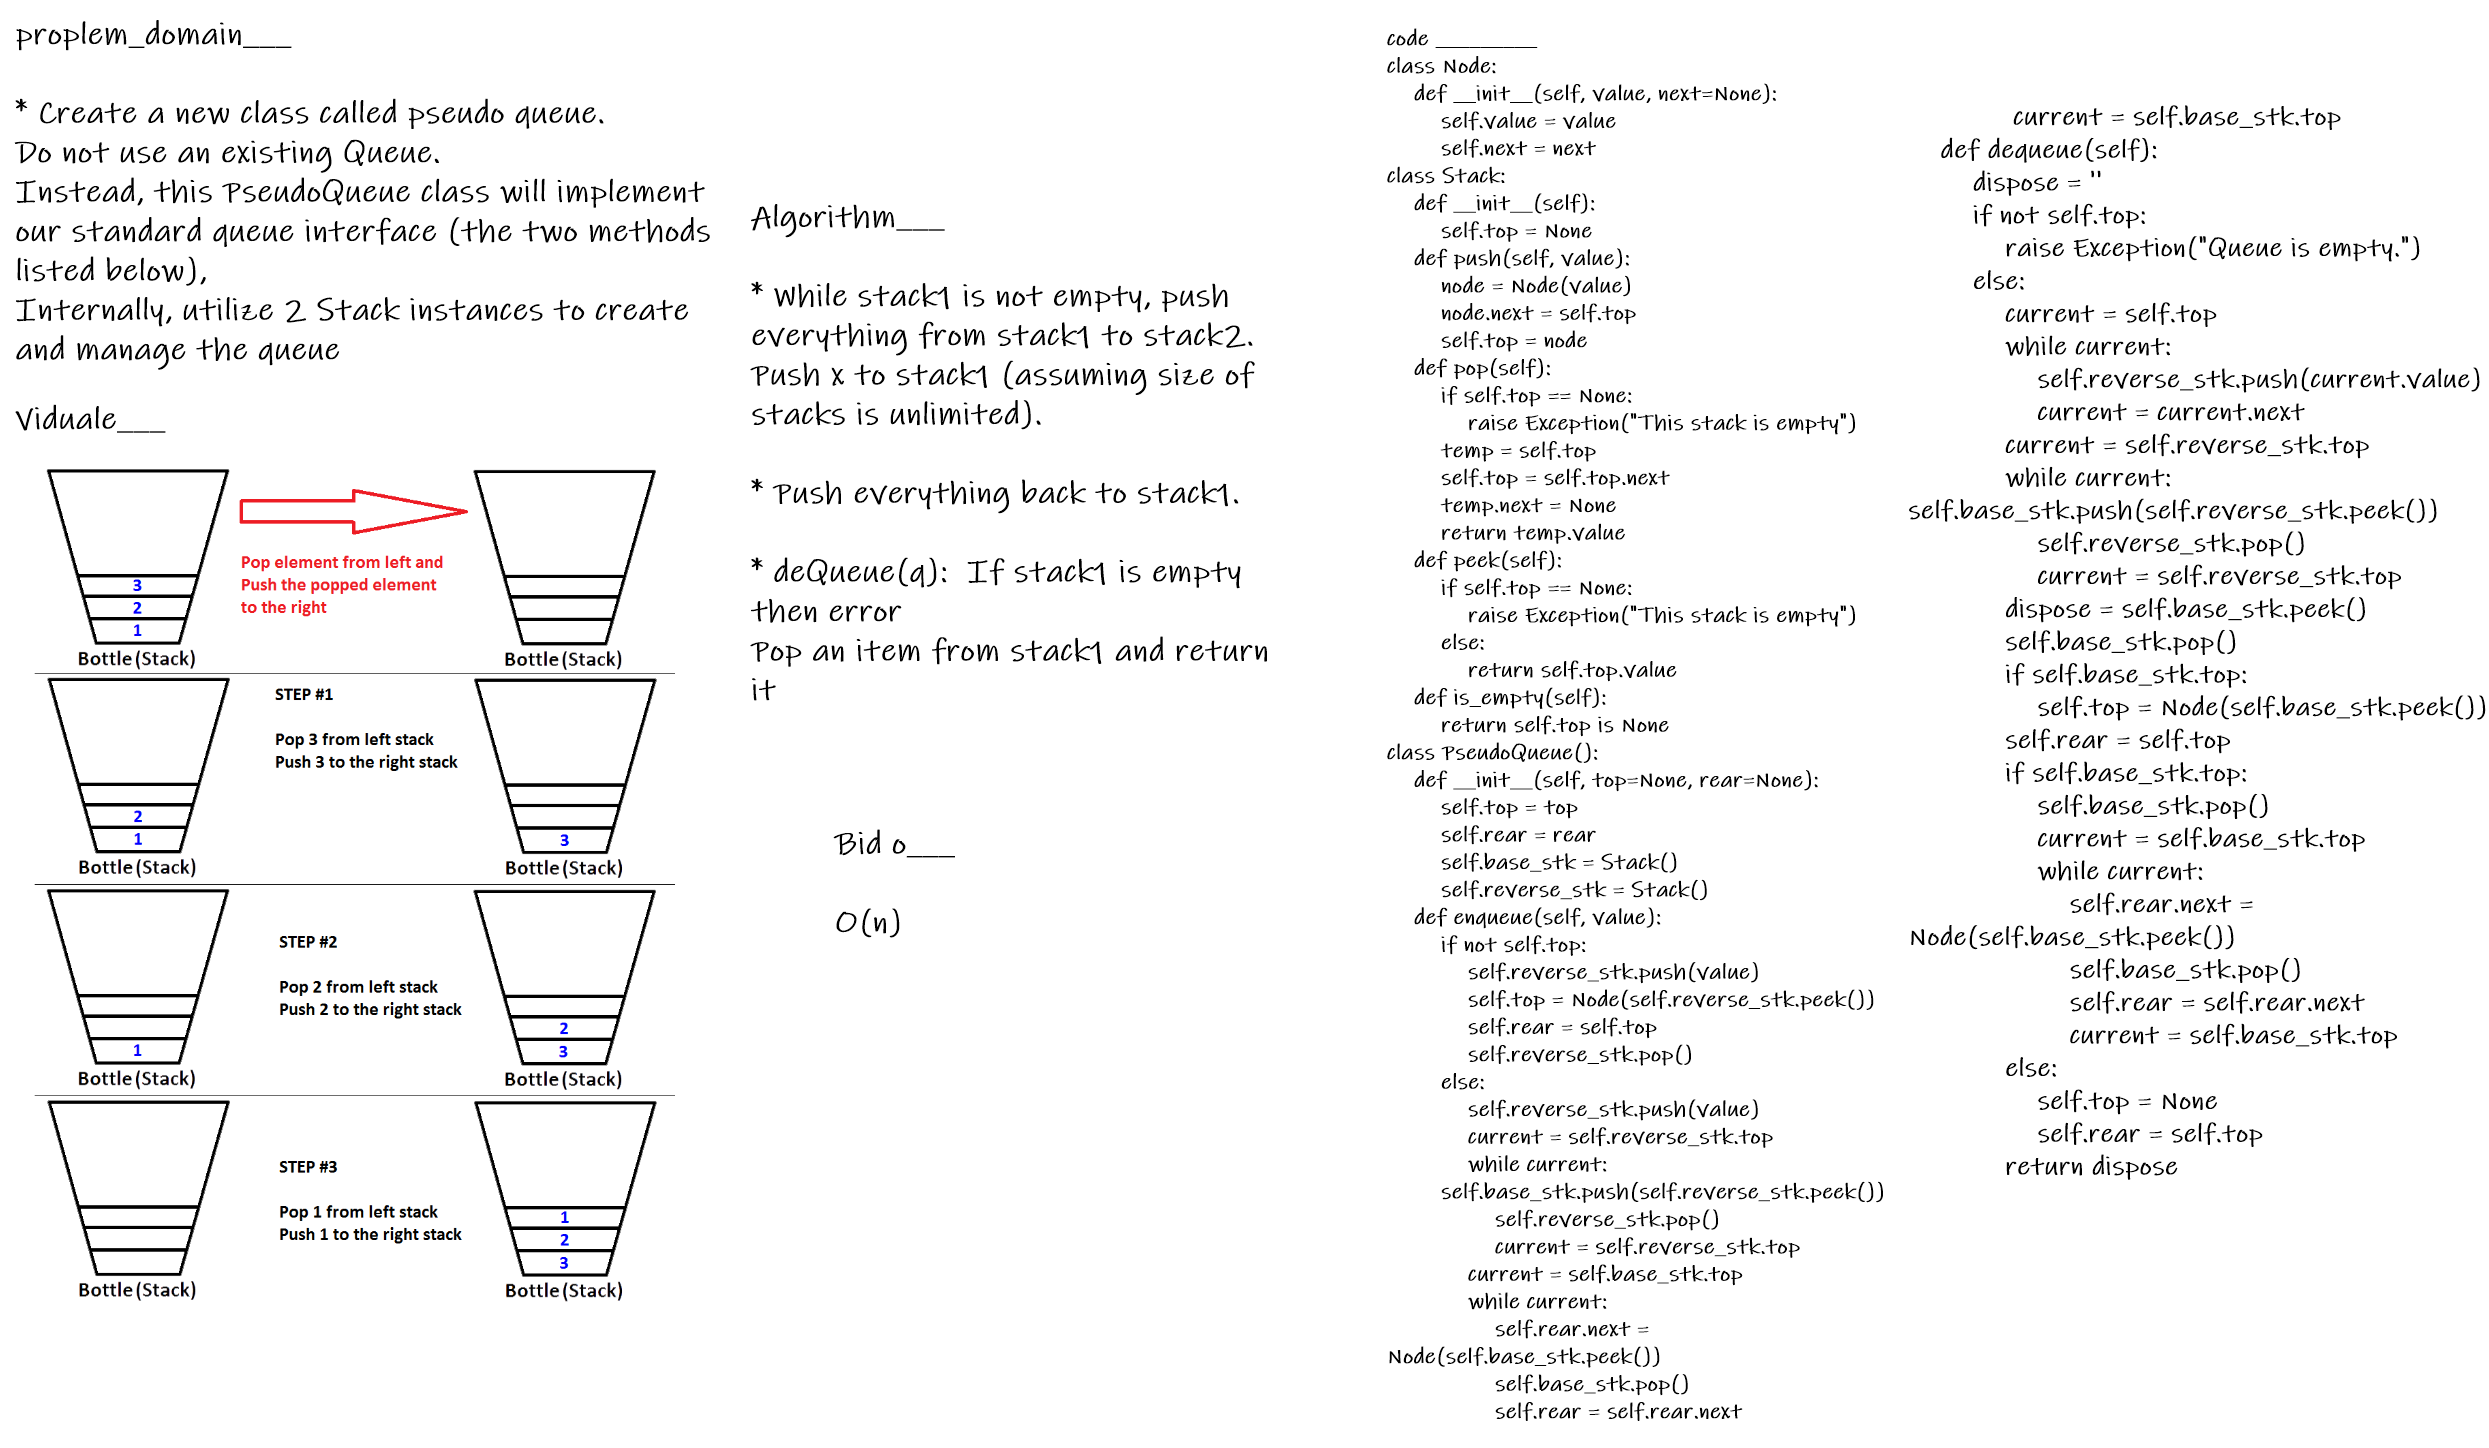 proplem_domain___
* Create a new class called pseudo queue.
Do not use an existing Queue.
Instead, this PseudoQueue class will implement
our standard queue interface (the two methods
listed below),
Internally, utilize 2 Stack instances to create
and manage the queue
Viduale___
3
2
1
Bottle(Stack)
Pop element from left and
Push the popped element
to the right
Bottle(Stack)
STEP #1
Pop 3 from left stack
Push 3 to the right stack
2
1
Bottle(Stack)
3
Bottle(Stack)
STEP #2
Pop 2 from left stack
Push 2 to the right stack
1
Bottle(Stack)
2
3
Bottle(Stack)
STEP #3
Pop 1 from left stack
Push 1 to the right stack
Bottle(Stack)
1
2
3
Bottle(Stack)
Algorithm___
* While stack1 is not empty, push
everything from stack1 to stack2.
Push x to stack1 (assuming size of
stacks is unlimited).
* Push everything back to stack1.
* deQueue(q):  If stack1 is empty
then error
Pop an item from stack1 and return
it
Bid o___
O(n)
code _________
class Node:
def __init__(self, value, next=None):
self.value = value
self.next = next
class Stack:
def __init__(self):
self.top = None
def push(self, value):
node = Node(value)
node.next = self.top
self.top = node
def pop(self):
if self.top == None:
raise Exception("This stack is empty")
temp = self.top
self.top = self.top.next
temp.next = None
return temp.value
def peek(self):
if self.top == None:
raise Exception("This stack is empty")
else:
return self.top.value
def is_empty(self):
return self.top is None
class PseudoQueue():
def __init__(self, top=None, rear=None):
self.top = top
self.rear = rear
self.base_stk = Stack()
self.reverse_stk = Stack()
def enqueue(self, value):
if not self.top:
self.reverse_stk.push(value)
self.top = Node(self.reverse_stk.peek())
self.rear = self.top
self.reverse_stk.pop()
else:
self.reverse_stk.push(value)
current = self.reverse_stk.top
while current:
self.base_stk.push(self.reverse_stk.peek())
self.reverse_stk.pop()
current = self.reverse_stk.top
current = self.base_stk.top
while current:
self.rear.next =
Node(self.base_stk.peek())
self.base_stk.pop()
self.rear = self.rear.next
current = self.base_stk.top
def dequeue(self):
dispose = ''
if not self.top:
raise Exception("Queue is empty.")
else:
current = self.top
while current:
self.reverse_stk.push(current.value)
current = current.next
current = self.reverse_stk.top
while current:
self.base_stk.push(self.reverse_stk.peek())
self.reverse_stk.pop()
current = self.reverse_stk.top
dispose = self.base_stk.peek()
self.base_stk.pop()
if self.base_stk.top:
self.top = Node(self.base_stk.peek())
self.rear = self.top
if self.base_stk.top:
self.base_stk.pop()
current = self.base_stk.top
while current:
self.rear.next =
Node(self.base_stk.peek())
self.base_stk.pop()
self.rear = self.rear.next
current = self.base_stk.top
else:
self.top = None
self.rear = self.top
return dispose